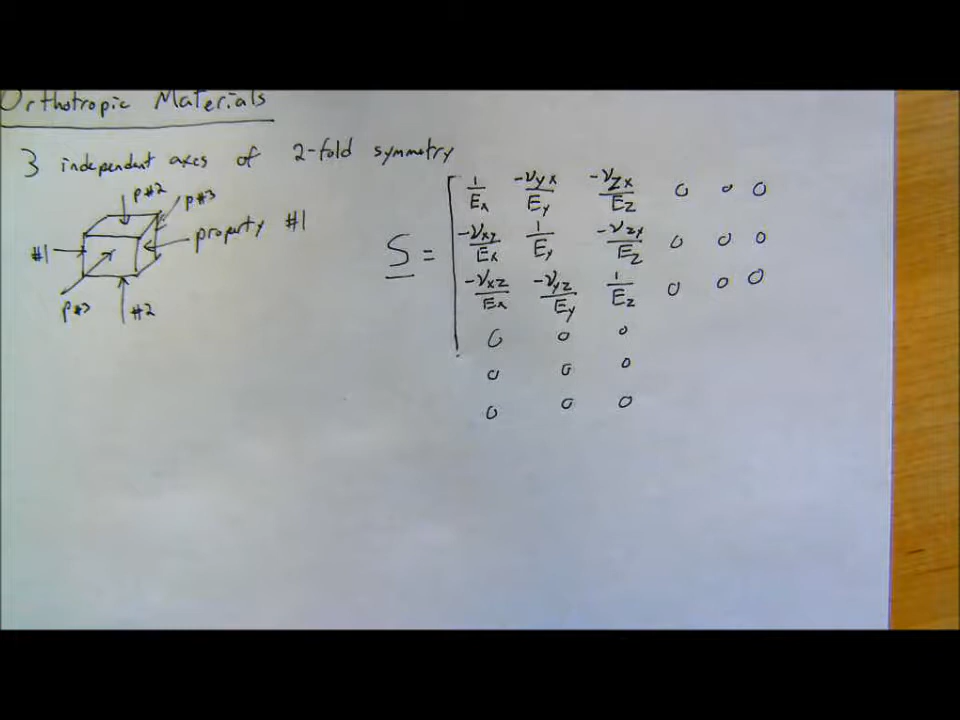 Orthotropic Materials
3 independent axes of 2-fold symmetry
P#2
P#3
property #1
#1
P#3
#2
S =
1/Ex -νyx/Ey -νzx/Ez 0 0 0
-νxy/Ex 1/Ey -νzy/Ez 0 0 0
-νxz/Ex -νyz/Ey 1/Ez 0 0 0
0 0 0
0 0 0
0 0 0